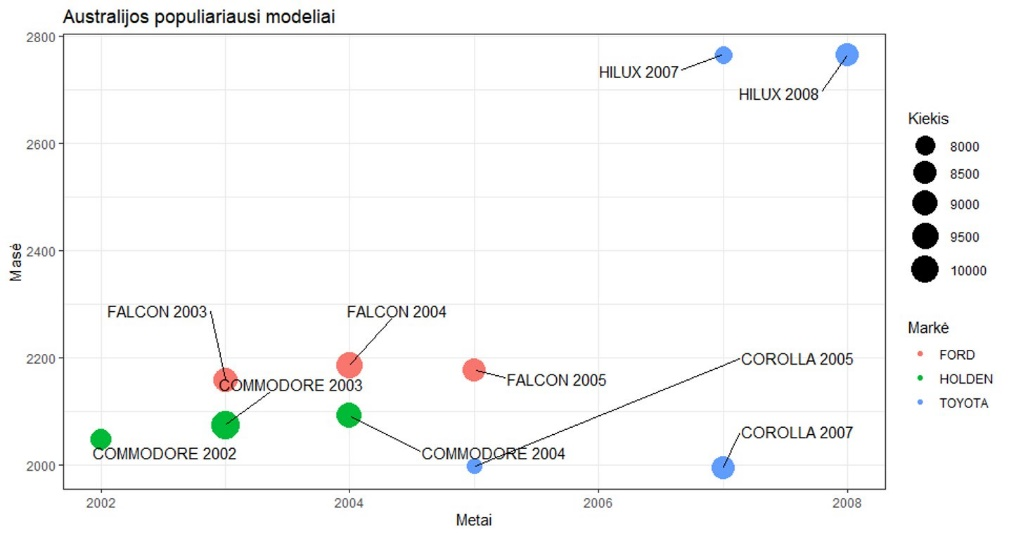 Australijos populiariausi modeliai
Masė
2800
2600
2400
2200
2000
HILUX 2007
HILUX 2008
FALCON 2003
FALCON 2004
COMMODORE 2003
FALCON 2005
COROLLA 2005
COMMODORE 2002
COMMODORE 2004
COROLLA 2007
2002
2004
2006
2008
Metai
Kiekis
8000
8500
9000
9500
10000
Markė
FORD
HOLDEN
TOYOTA